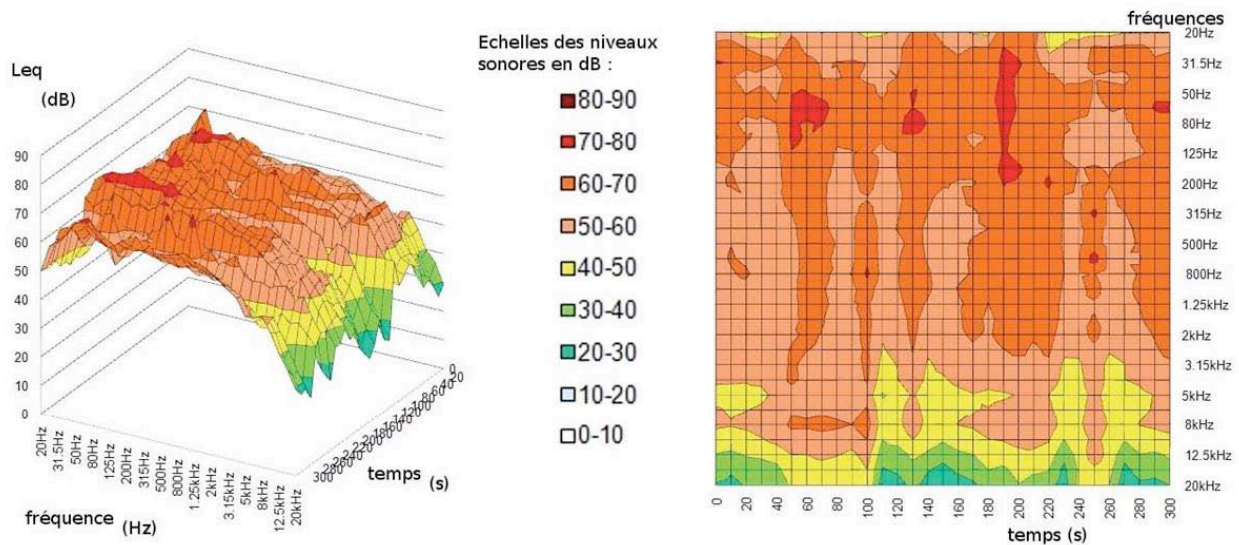 Leq
(dB)
90
80
70
60
50
40
30
20
10
0
20Hz
31.5Hz
50Hz
80Hz
125Hz
200Hz
315Hz
500Hz
800Hz
1.25kHz
2kHz
3.15kHz
5kHz
8kHz
12.5kHz
20kHz
fréquence (Hz)
0
20
300
temps (s)
Echelles des niveaux
sonores en dB :
80-90
70-80
60-70
50-60
40-50
30-40
20-30
10-20
0-10
fréquences
20Hz
31.5Hz
50Hz
80Hz
125Hz
200Hz
315Hz
500Hz
800Hz
1.25kHz
2kHz
3.15kHz
5kHz
8kHz
12.5kHz
20kHz
0 20 40 60 80 100 120 140 160 180 200 220 240 260 280 300
temps (s)